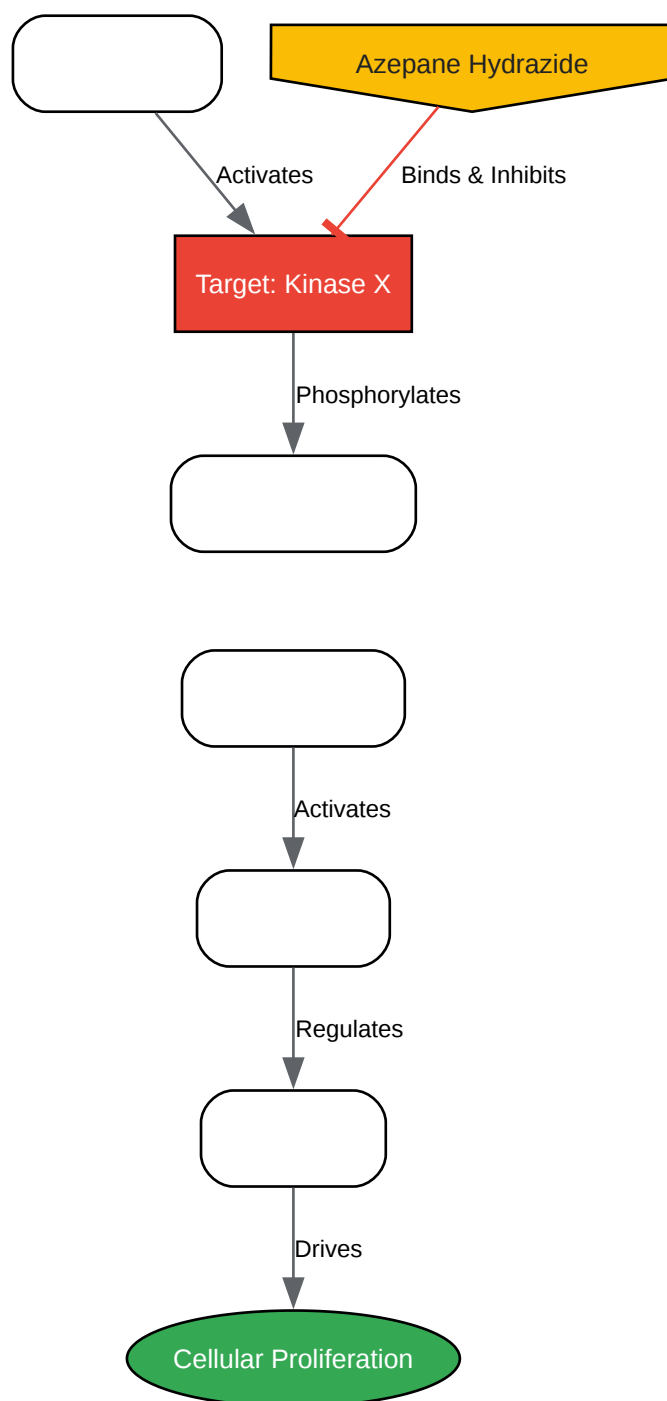 Azepane Hydrazide
Activates
Binds & Inhibits
Target: Kinase X
Phosphorylates
Activates
Regulates
Drives
Cellular Proliferation